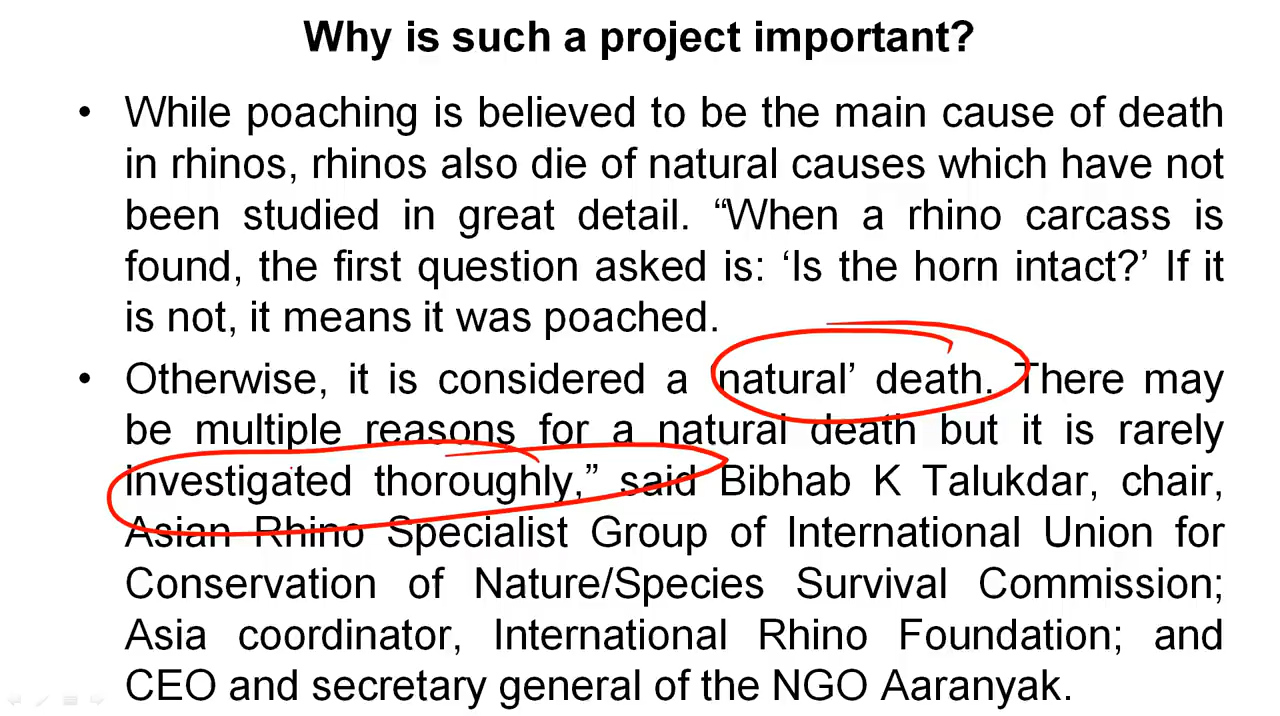 Why is such a project important?
• While poaching is believed to be the main cause of death
in rhinos, rhinos also die of natural causes which have not
been studied in great detail. “When a rhino carcass is
found, the first question asked is: ‘Is the horn intact?’ If it
is not, it means it was poached.
• Otherwise, it is considered a ‘natural’ death. There may
be multiple reasons for a natural death but it is rarely
investigated thoroughly,” said Bibhab K Talukdar, chair,
Asian Rhino Specialist Group of International Union for
Conservation of Nature/Species Survival Commission;
Asia coordinator, International Rhino Foundation; and
CEO and secretary general of the NGO Aaranyak.